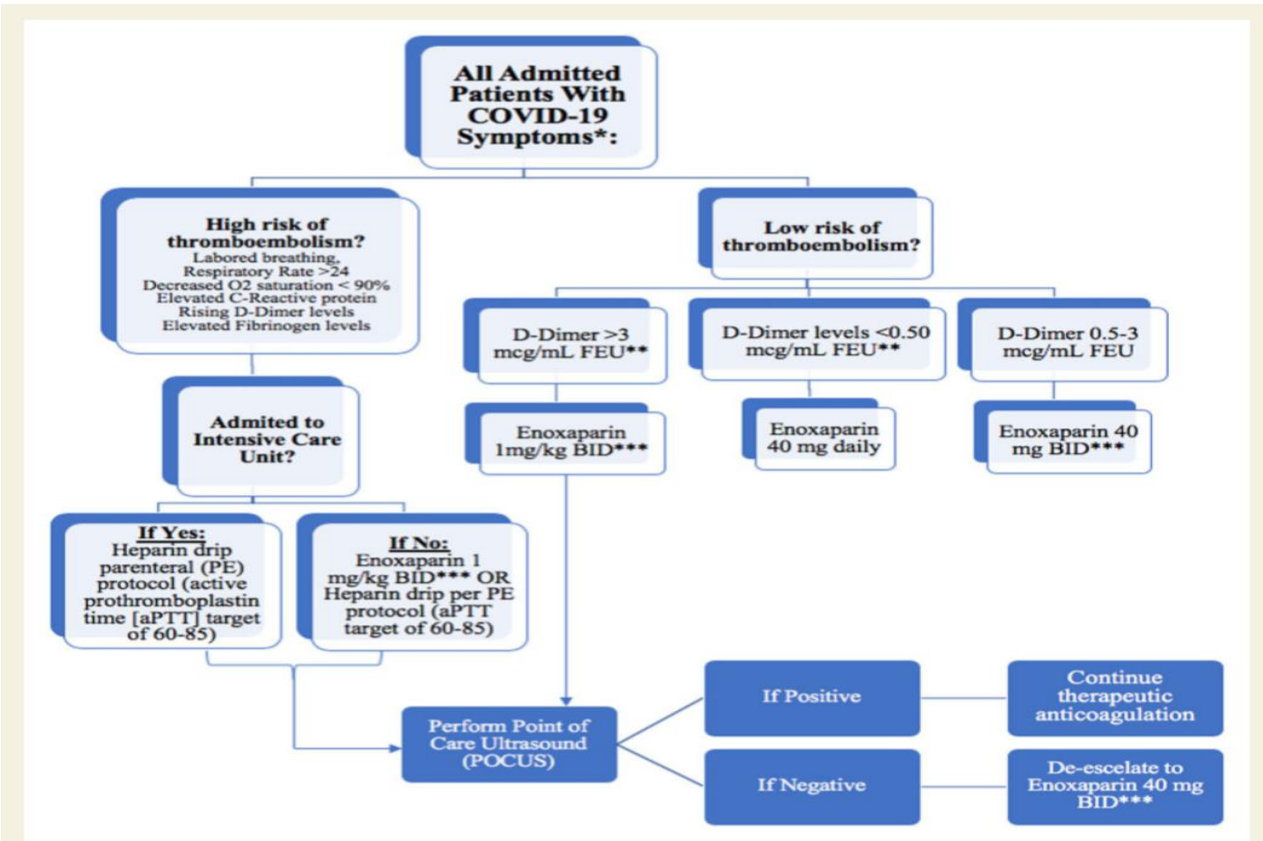 All Admitted
Patients With
COVID-19
Symptoms*:
High risk of
thromboembolism?
Labored breathing,
Respiratory Rate >24
Decreased O2 saturation < 90%
Elevated C-Reactive protein
Rising D-Dimer levels
Elevated Fibrinogen levels
Low risk of
thromboembolism?
D-Dimer >3
mcg/mL FEU**
D-Dimer levels <0.50
mcg/mL FEU**
D-Dimer 0.5-3
mcg/mL FEU
Admited to
Intensive Care
Unit?
Enoxaparin
1mg/kg BID***
Enoxaparin
40 mg daily
Enoxaparin 40
mg BID***
If Yes:
Heparin drip
parenteral (PE)
protocol (active
prothromboplastin
time [aPTT] target
of 60-85)
If No:
Enoxaparin 1
mg/kg BID*** OR
Heparin drip per PE
protocol (aPTT
target of 60-85)
Perform Point of
Care Ultrasound
(POCUS)
If Positive
Continue
therapeutic
anticoagulation
If Negative
De-escelate to
Enoxaparin 40 mg
BID***